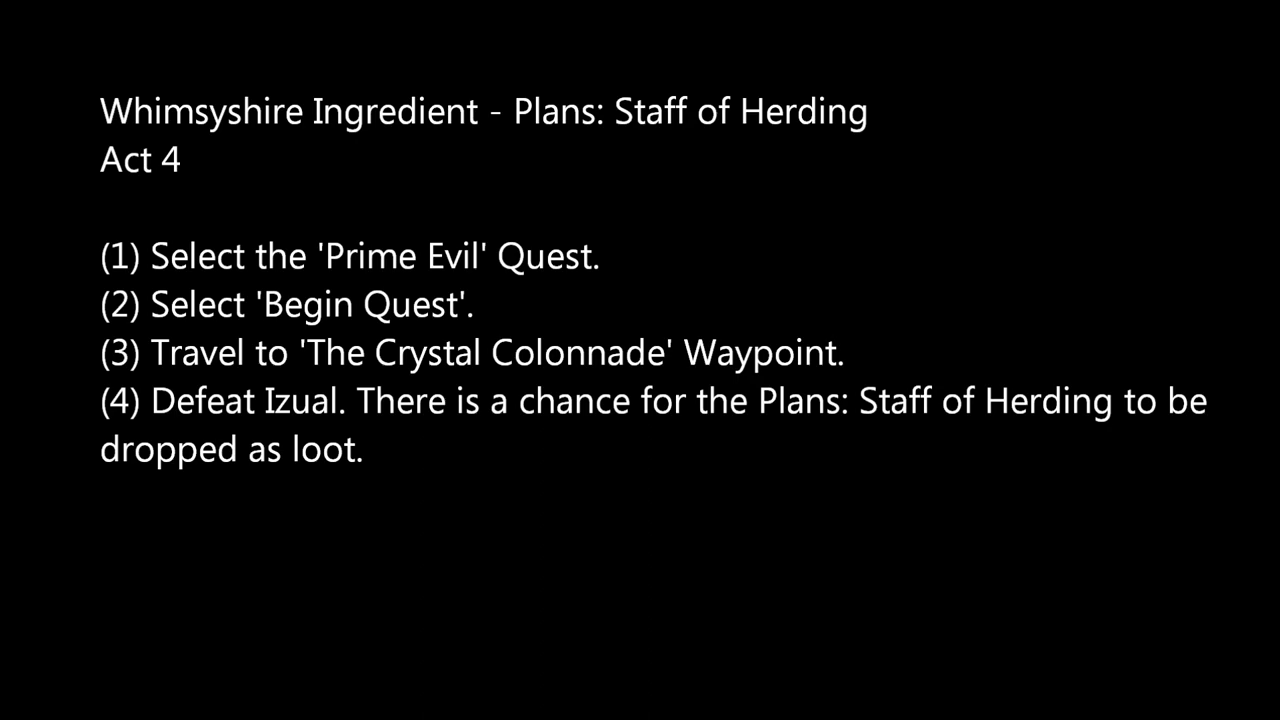 Whimsyshire Ingredient - Plans: Staff of Herding
Act 4
(1) Select the 'Prime Evil' Quest.
(2) Select 'Begin Quest'.
(3) Travel to 'The Crystal Colonnade' Waypoint.
(4) Defeat Izual. There is a chance for the Plans: Staff of Herding to be
dropped as loot.